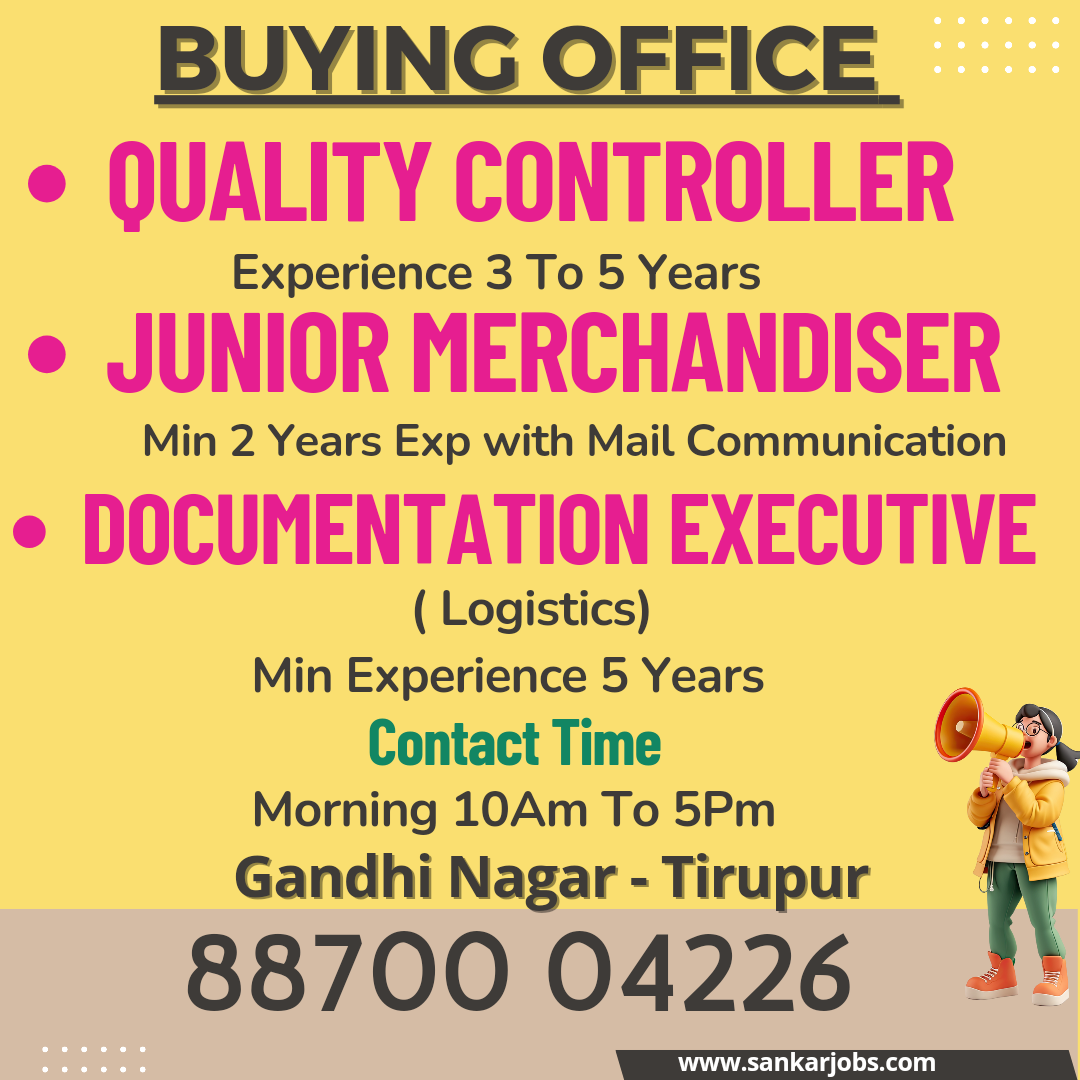 BUYING OFFICE
• QUALITY CONTROLLER
Experience 3 To 5 Years
• JUNIOR MERCHANDISER
Min 2 Years Exp with Mail Communication
• DOCUMENTATION EXECUTIVE
( Logistics)
Min Experience 5 Years
Contact Time
Morning 10Am To 5Pm
Gandhi Nagar - Tirupur
88700 04226
www.sankarjobs.com